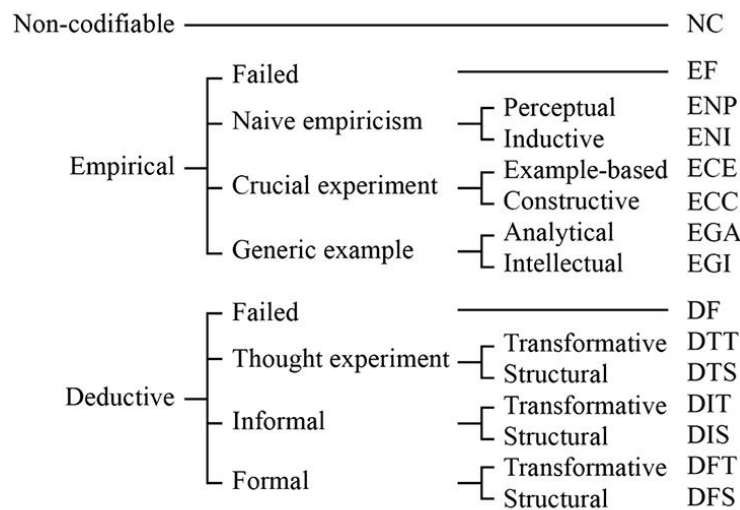 Non-codifiable NC
Failed EF
Perceptual ENP
Naive empiricism
Inductive ENI
Empirical
Example-based ECE
Crucial experiment
Constructive ECC
Analytical EGA
Generic example
Intellectual EGI
Failed DF
Transformative DTT
Thought experiment
Structural DTS
Deductive
Transformative DIT
Informal
Structural DIS
Transformative DFT
Formal
Structural DFS